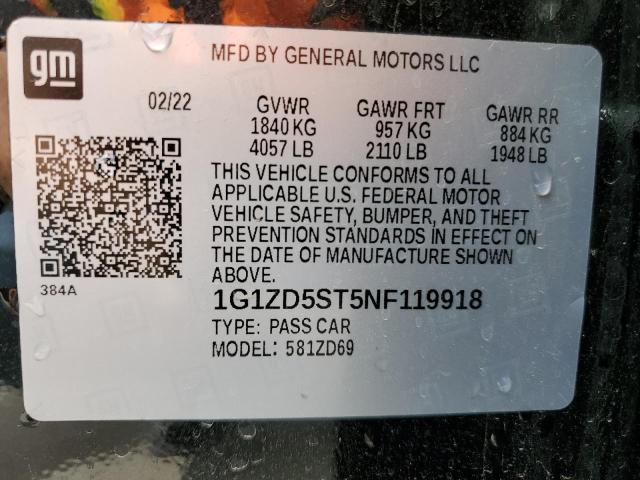 gm
MFD BY GENERAL MOTORS LLC
02/22 GVWR GAWR FRT GAWR RR
1840 KG 957 KG 884 KG
4057 LB 2110 LB 1948 LB
THIS VEHICLE CONFORMS TO ALL
APPLICABLE U.S. FEDERAL MOTOR
VEHICLE SAFETY, BUMPER, AND THEFT
PREVENTION STANDARDS IN EFFECT ON
THE DATE OF MANUFACTURE SHOWN
ABOVE.
384A
1G1ZD5ST5NF119918
TYPE: PASS CAR
MODEL: 581ZD69